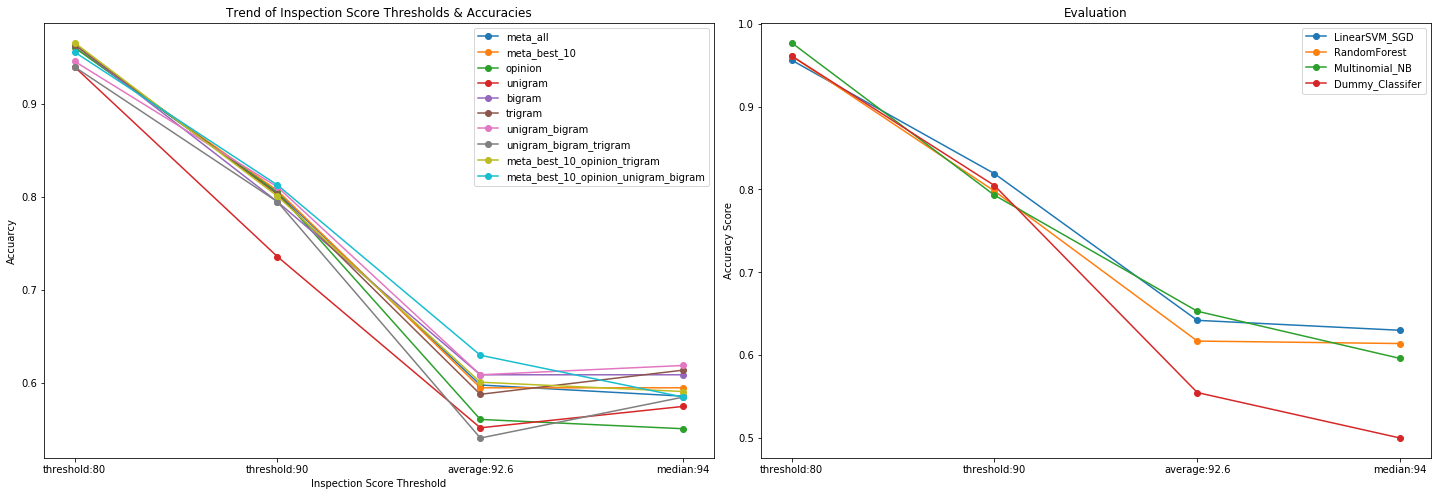 Trend of Inspection Score Thresholds & Accuracies
Accuarcy
0.9
0.8
0.7
0.6
meta_all
meta_best_10
opinion
unigram
bigram
trigram
unigram_bigram
unigram_bigram_trigram
meta_best_10_opinion_trigram
meta_best_10_opinion_unigram_bigram
threshold:80
threshold:90
average:92.6
median:94
Inspection Score Threshold
Evaluation
Accuracy Score
1.0
0.9
0.8
0.7
0.6
0.5
LinearSVM_SGD
RandomForest
Multinomial_NB
Dummy_Classifer
threshold:80
threshold:90
average:92.6
median:94